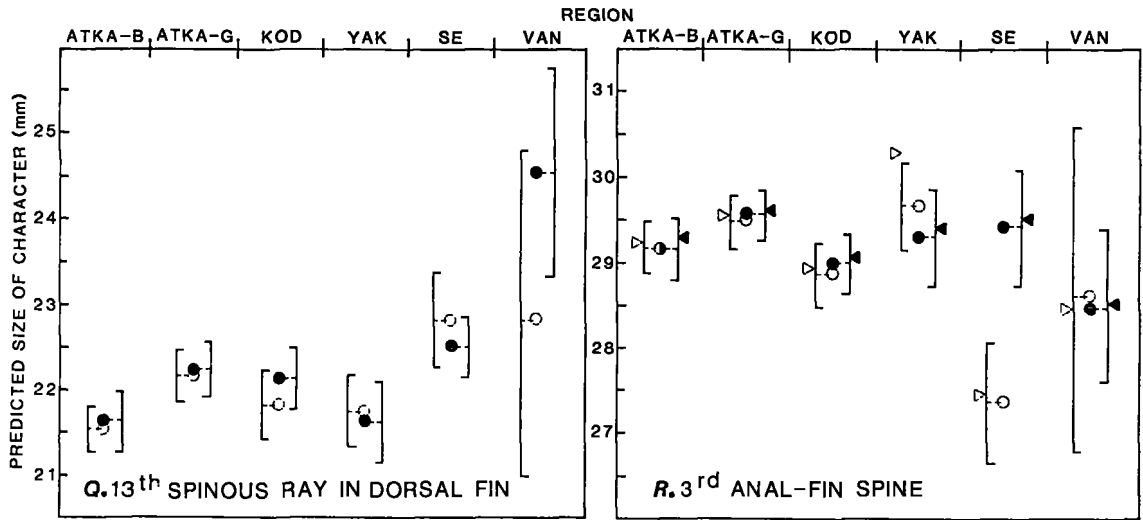 REGION
ATKA-B ATKA-G KOD YAK SE VAN
ATKA-B ATKA-G KOD YAK SE VAN
PREDICTED SIZE OF CHARACTER (mm)
25
24
23
22
21
Q. 13th SPINOUS RAY IN DORSAL FIN
31
30
29
28
27
R. 3rd ANAL-FIN SPINE